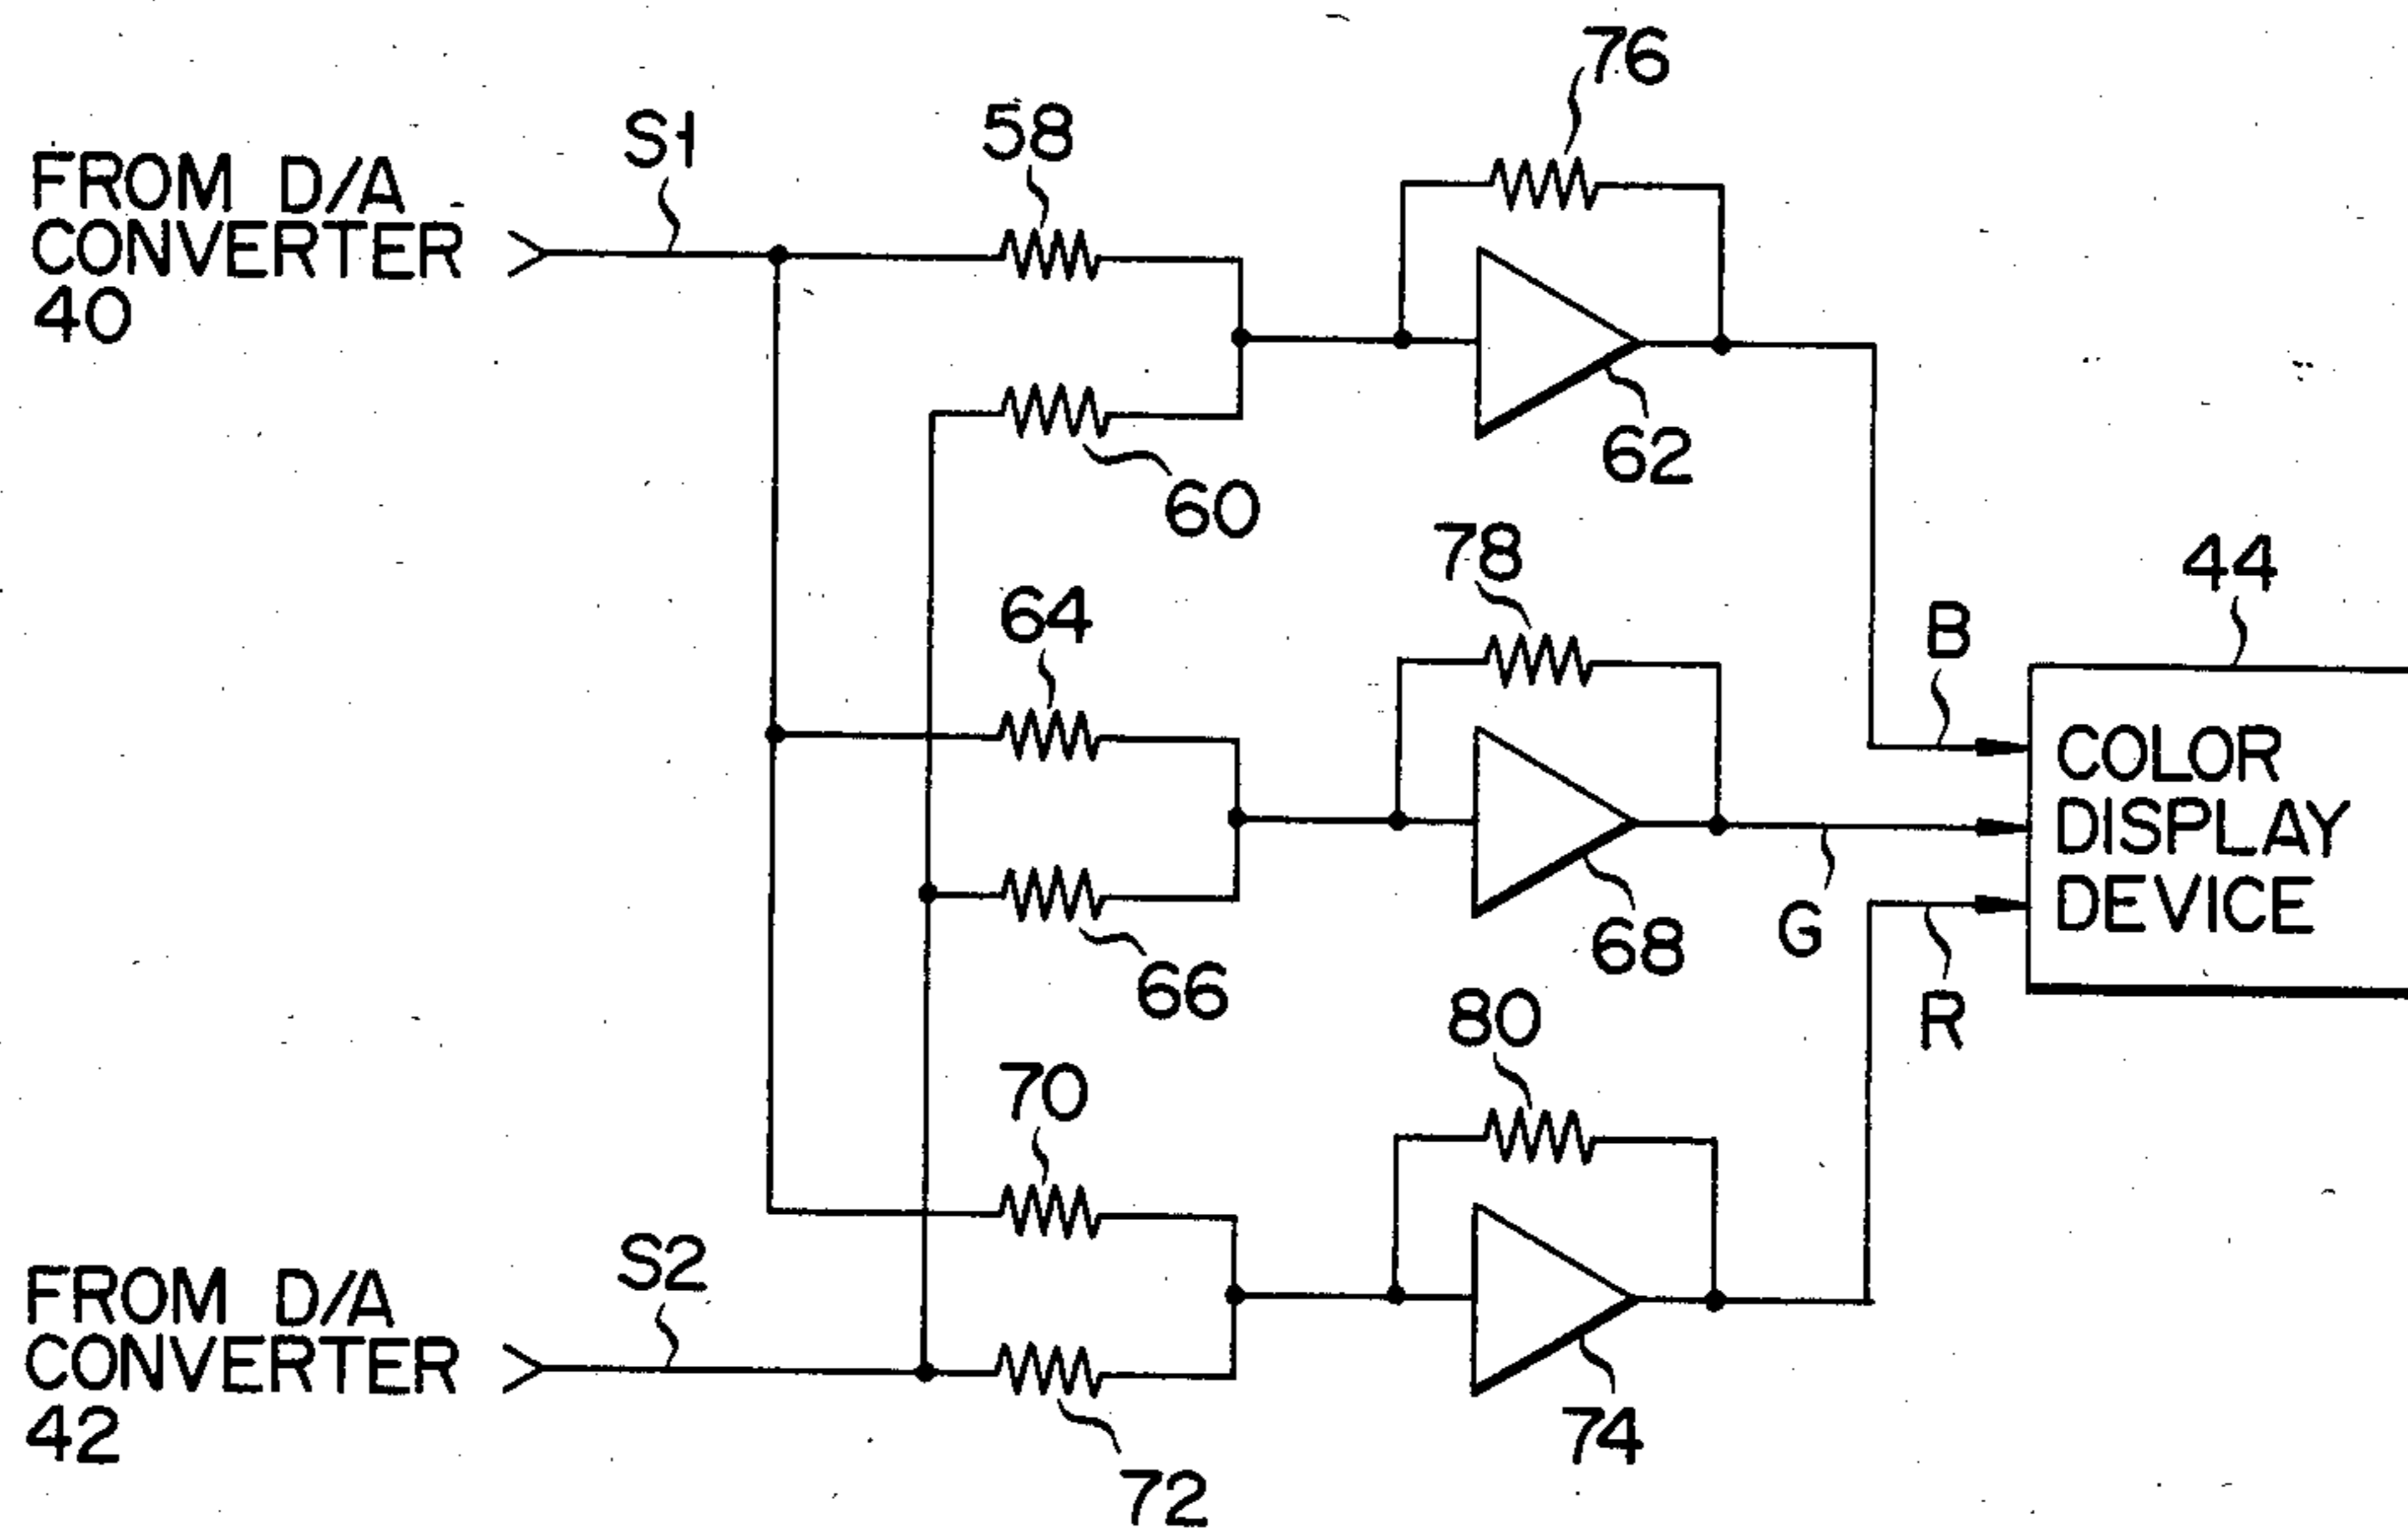 76
58
S1
FROM D/A
CONVERTER
40
62
60
78
44
64
B
COLOR
DISPLAY
DEVICE
G
68
66
R
80
70
S2
FROM D/A
CONVERTER
42
74
72